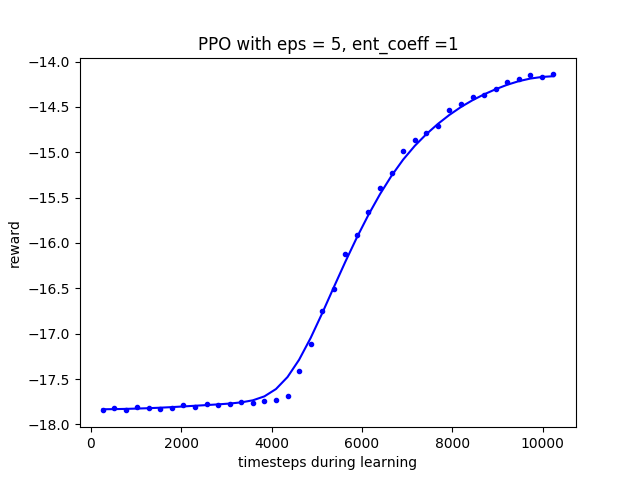 PPO with eps = 5, ent_coeff =1
−14.0
−14.5
−15.0
−15.5
−16.0
−16.5
−17.0
−17.5
−18.0
reward
0 2000 4000 6000 8000 10000
timesteps during learning